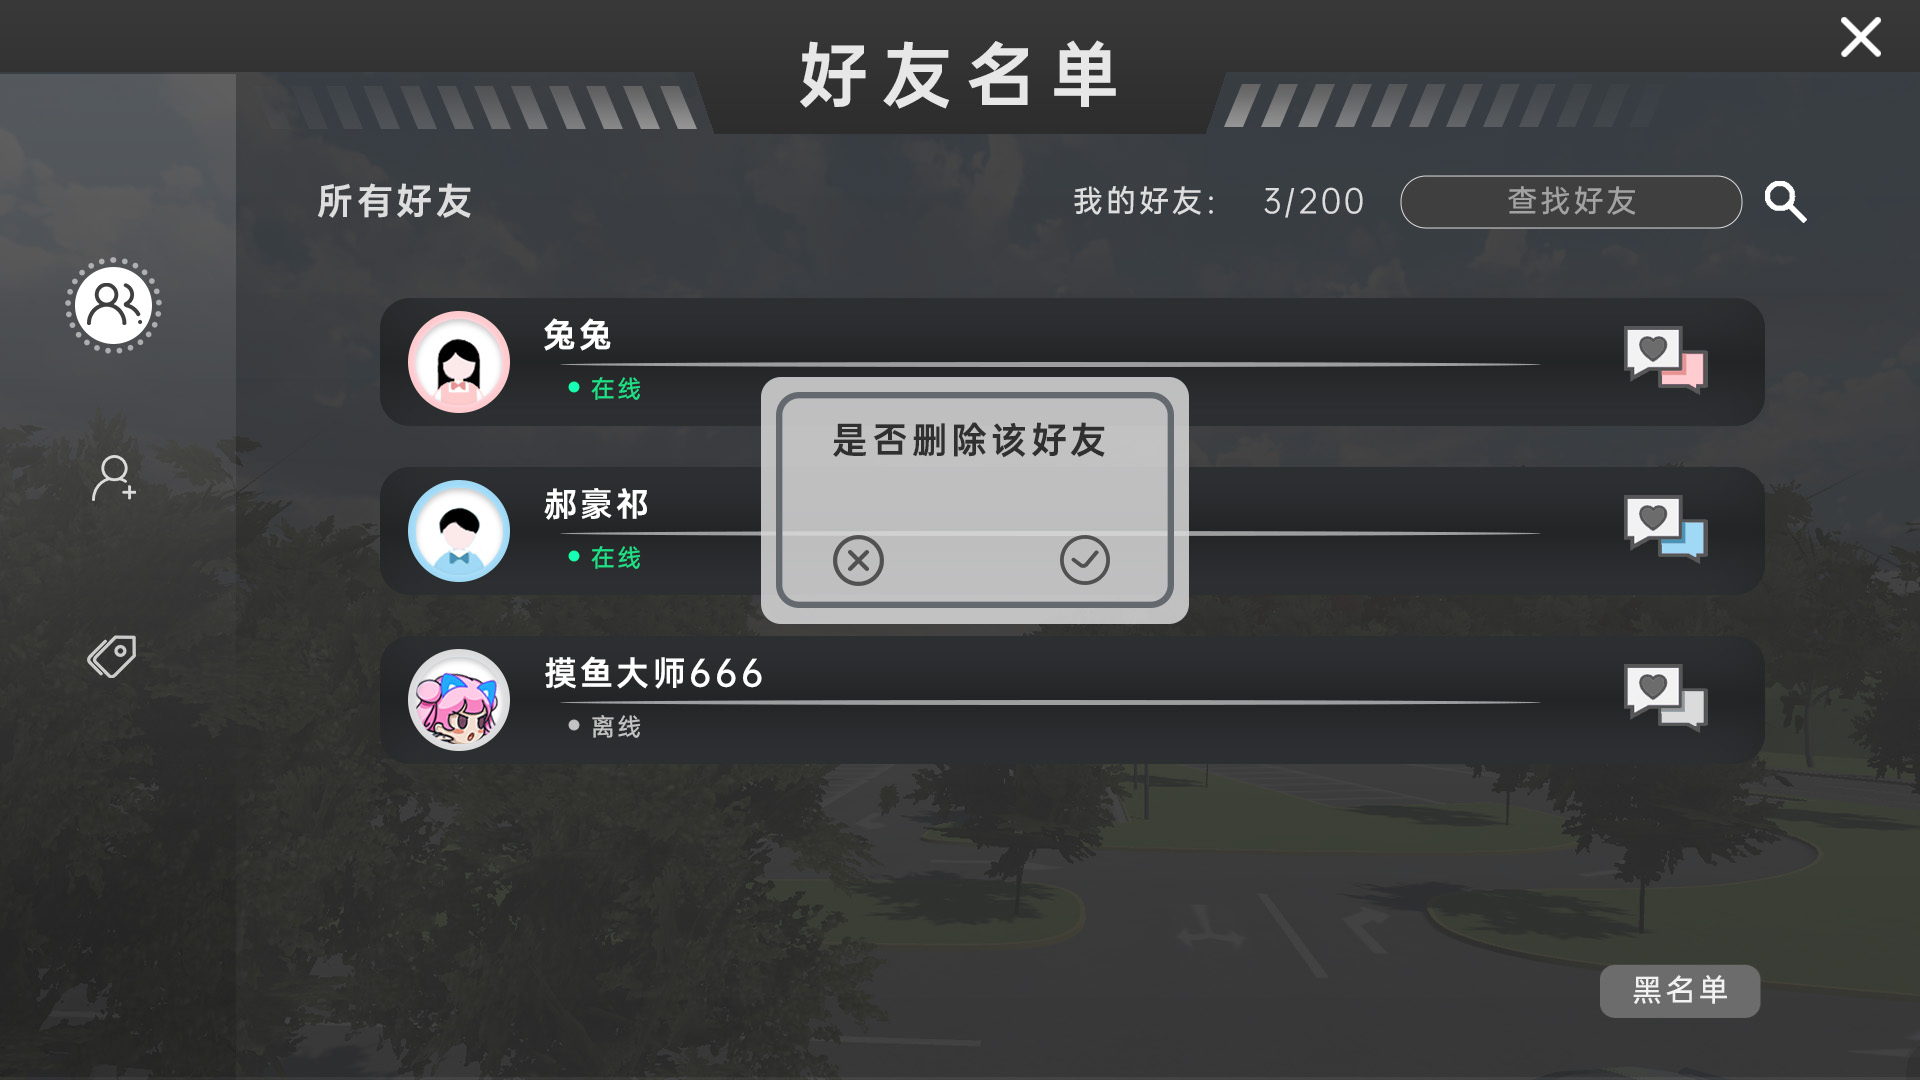 好友名单
所有好友
我的好友： 3/200
查找好友
兔兔
在线
是否删除该好友
郝豪祁
在线
摸鱼大师666
离线
黑名单